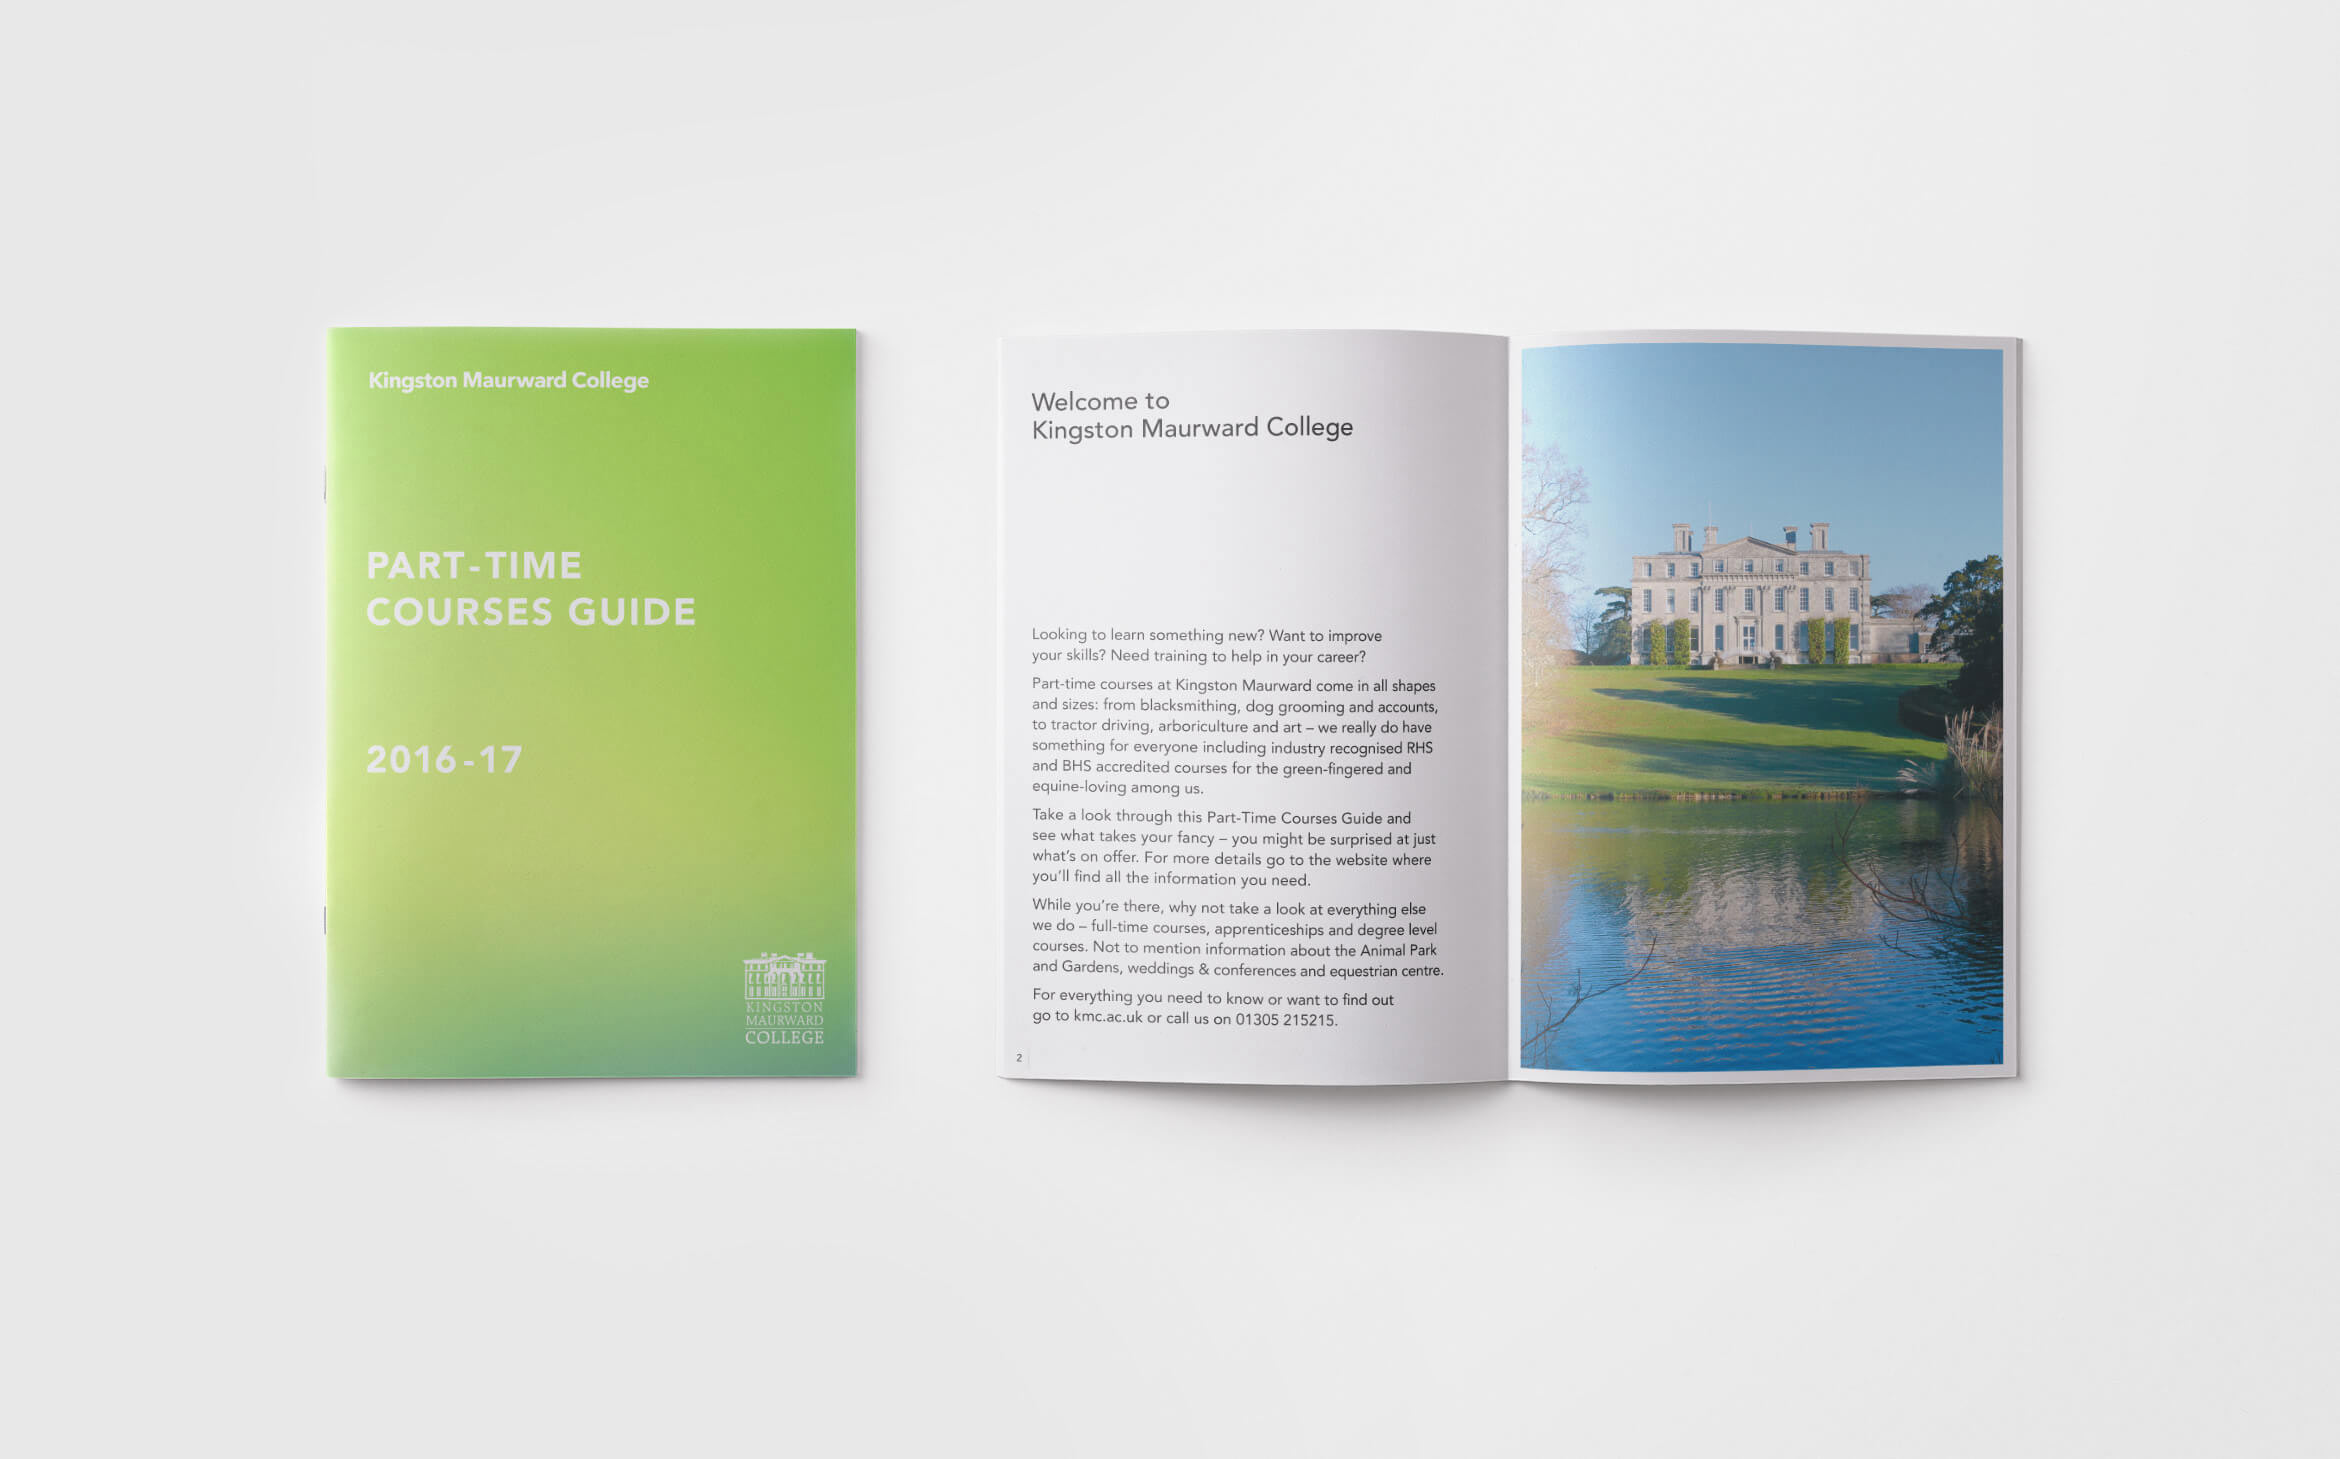 Kingston Maurward College
PART-TIME
COURSES GUIDE
2016-17
KINGSTON
MAURWARD
COLLEGE
Welcome to
Kingston Maurward College
Looking to learn something new? Want to improve
your skills? Need training to help in your career?
Part-time courses at Kingston Maurward come in all shapes
and sizes: from blacksmithing, dog grooming and accounts,
to tractor driving, arboriculture and art – we really do have
something for everyone including industry recognised RHS
and BHS accredited courses for the green-fingered and
equine-loving among us.
Take a look through this Part-Time Courses Guide and
see what takes your fancy – you might be surprised at just
what's on offer. For more details go to the website where
you'll find all the information you need.
While you're there, why not take a look at everything else
we do – full-time courses, apprenticeships and degree level
courses. Not to mention information about the Animal Park
and Gardens, weddings & conferences and equestrian centre.
For everything you need to know or want to find out
go to kmc.ac.uk or call us on 01305 215215.
2